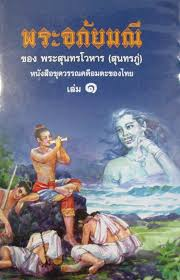 พระอภัยมณี
ของ พระสุนทรโวหาร (สุนทรภู่)
หนังสือชุดวรรณคดีอมตะของไทย
เล่ม ๑